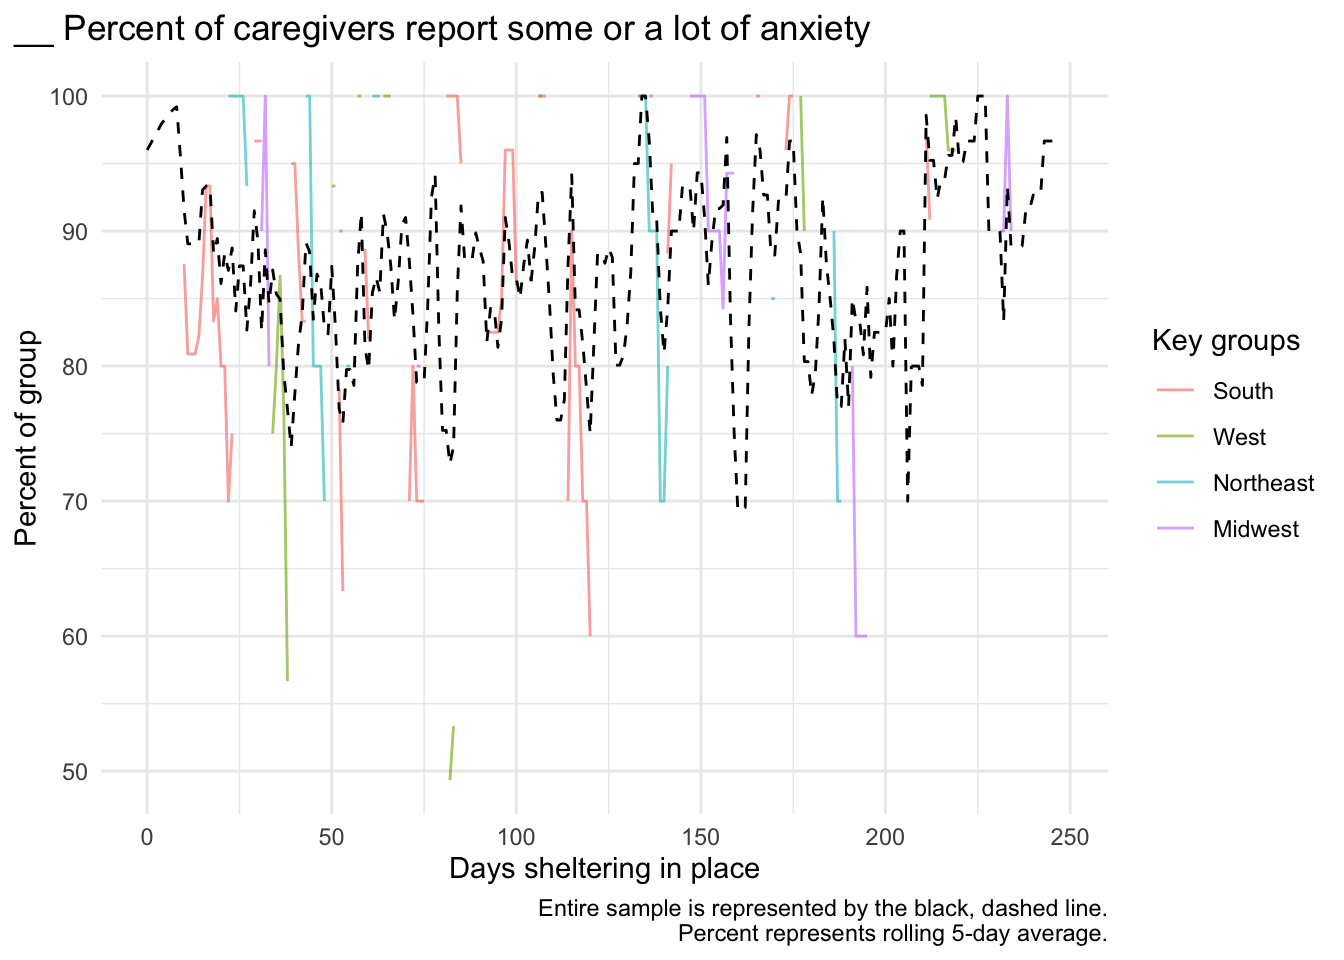 __ Percent of caregivers report some or a lot of anxiety
100
90
80
70
60
50
Percent of group
0 50 100 150 200 250
Days sheltering in place
Key groups
South
West
Northeast
Midwest
Entire sample is represented by the black, dashed line.
Percent represents rolling 5-day average.